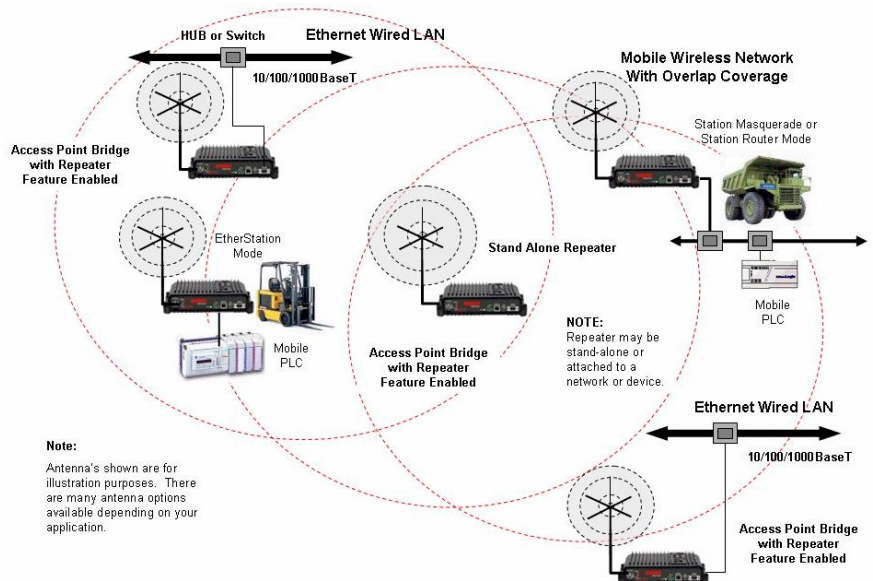 HUB or Switch
Ethernet Wired LAN
10/100/1000BaseT
Access Point Bridge
with Repeater
Feature Enabled
Mobile Wireless Network
With Overlap Coverage
Station Masquerade or
Station Router Mode
EtherStation
Mode
Mobile
PLC
Stand Alone Repeater
Access Point Bridge
with Repeater
Feature Enabled
Mobile
PLC
NOTE:
Repeater may be
stand-alone or
attached to a
network or device.
Ethernet Wired LAN
10/100/1000BaseT
Note:
Antenna's shown are for
illustration purposes. There
are many antenna options
available depending on your
application.
Access Point Bridge
with Repeater
Feature Enabled